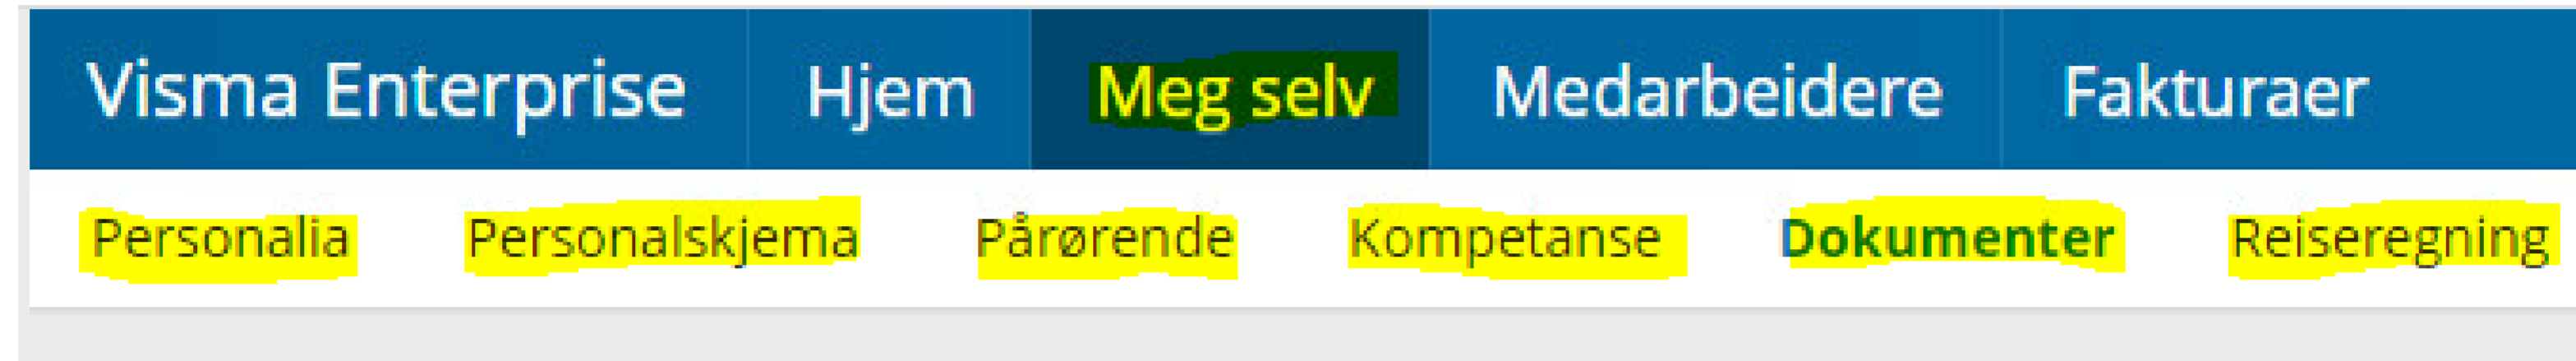 Visma Enterprise Hjem Meg selv Medarbeidere Fakturaer
Personalia Personalskjema Pårørende Kompetanse Dokumenter Reiseregning